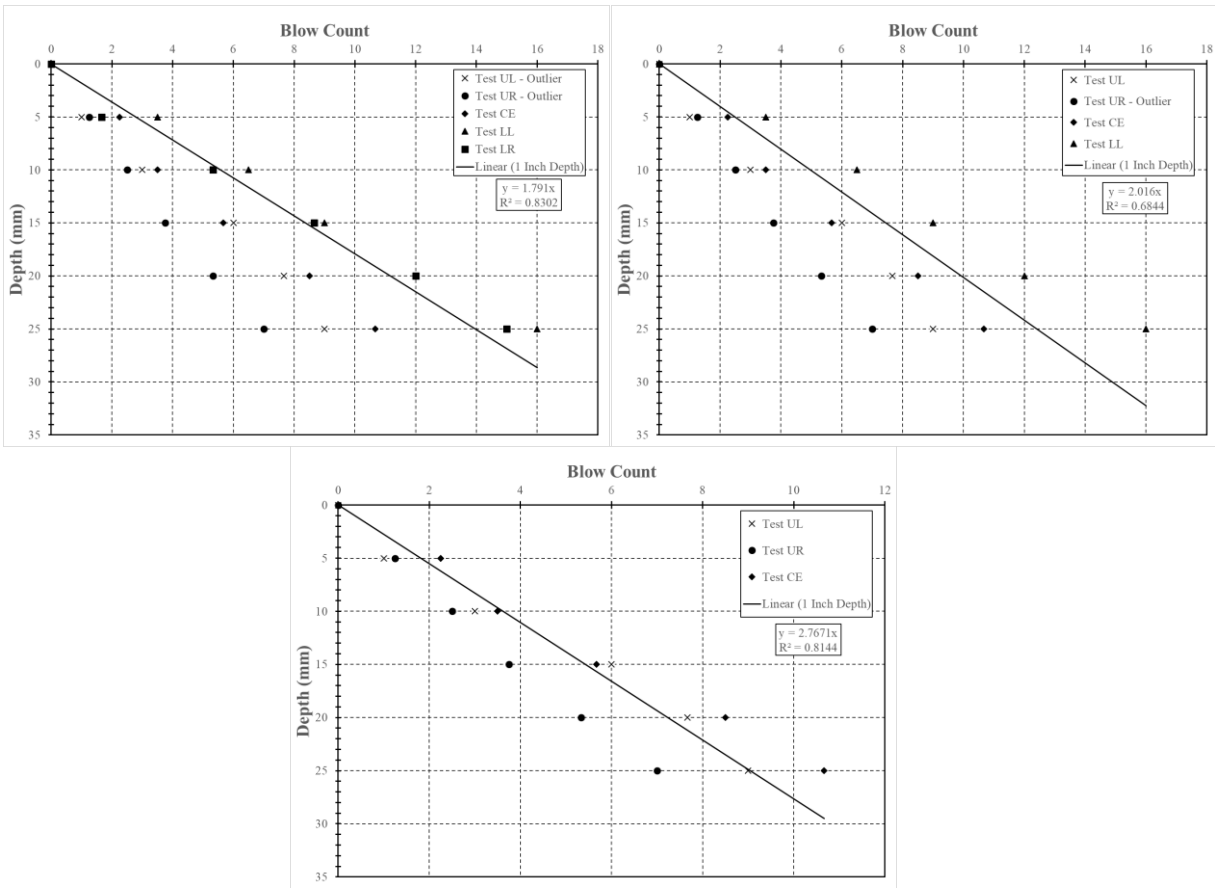 Blow Count
0 2 4 6 8 10 12 14 16 18
Depth (mm)
0
5
10
15
20
25
30
35
Test UL - Outlier
Test UR - Outlier
Test CE
Test LL
Test LR
Linear (1 Inch Depth)
y = 1.791x
R² = 0.8302
Blow Count
0 2 4 6 8 10 12 14 16 18
Depth (mm)
0
5
10
15
20
25
30
35
Test UL
Test UR - Outlier
Test CE
Test LL
Linear (1 Inch Depth)
y = 2.016x
R² = 0.6844
Blow Count
0 2 4 6 8 10 12
Depth (mm)
0
5
10
15
20
25
30
35
Test UL
Test UR
Test CE
Linear (1 Inch Depth)
y = 2.7671x
R² = 0.8144